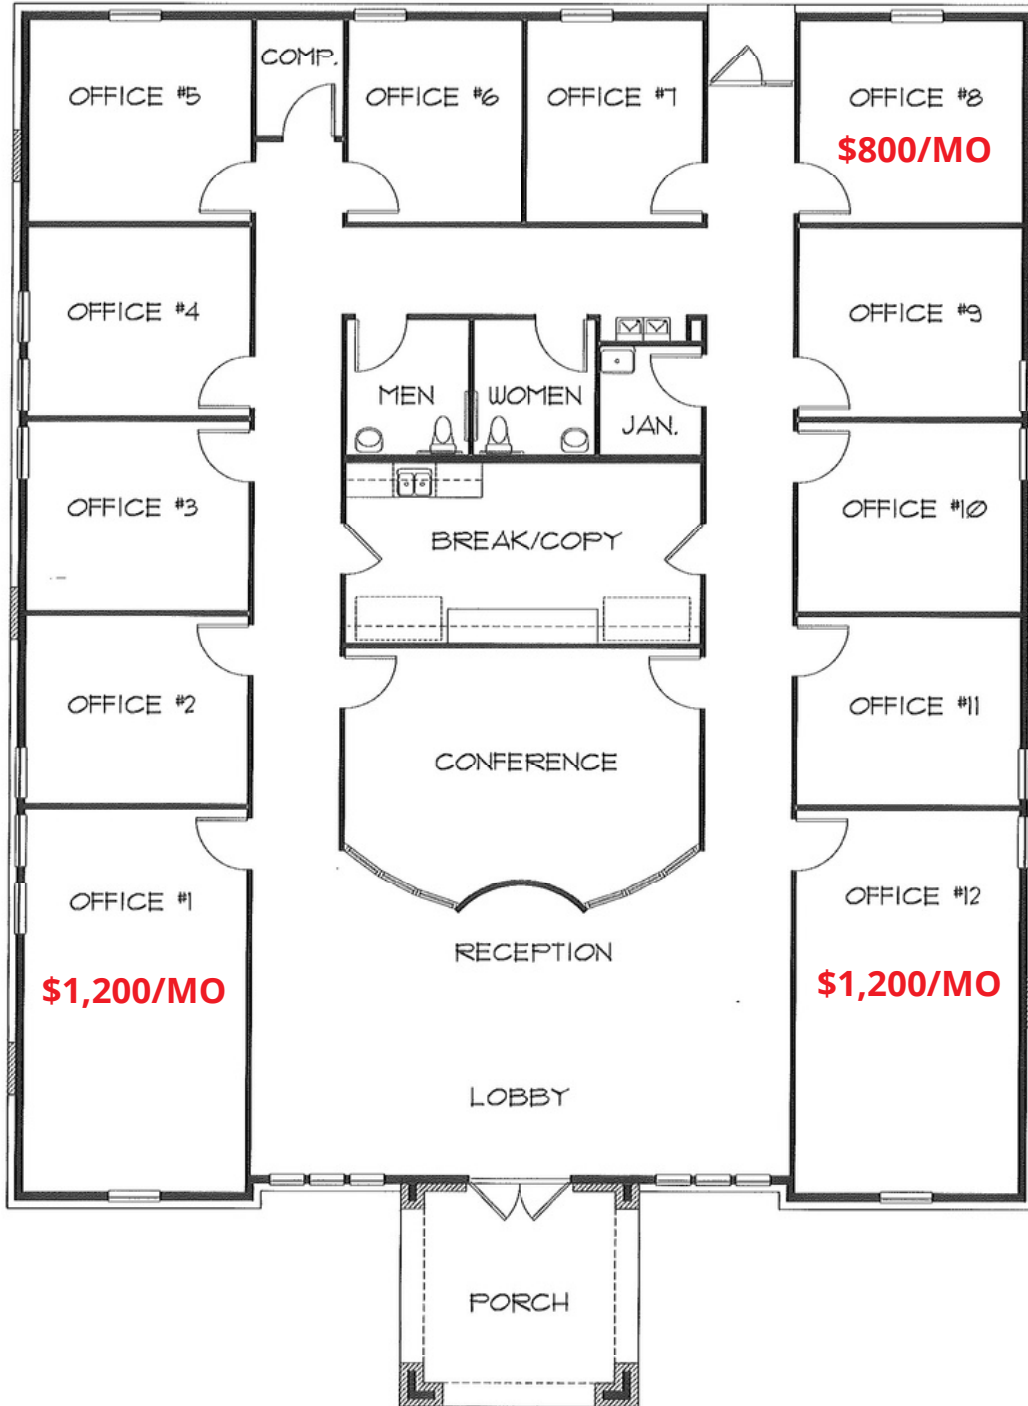 OFFICE #5
COMP.
OFFICE #6
OFFICE #7
OFFICE #8
$800/MO
OFFICE #4
OFFICE #9
MEN
WOMEN
JAN.
OFFICE #3
BREAK/COPY
OFFICE #10
OFFICE #2
CONFERENCE
OFFICE #11
OFFICE #1
$1,200/MO
RECEPTION
OFFICE #12
$1,200/MO
LOBBY
PORCH